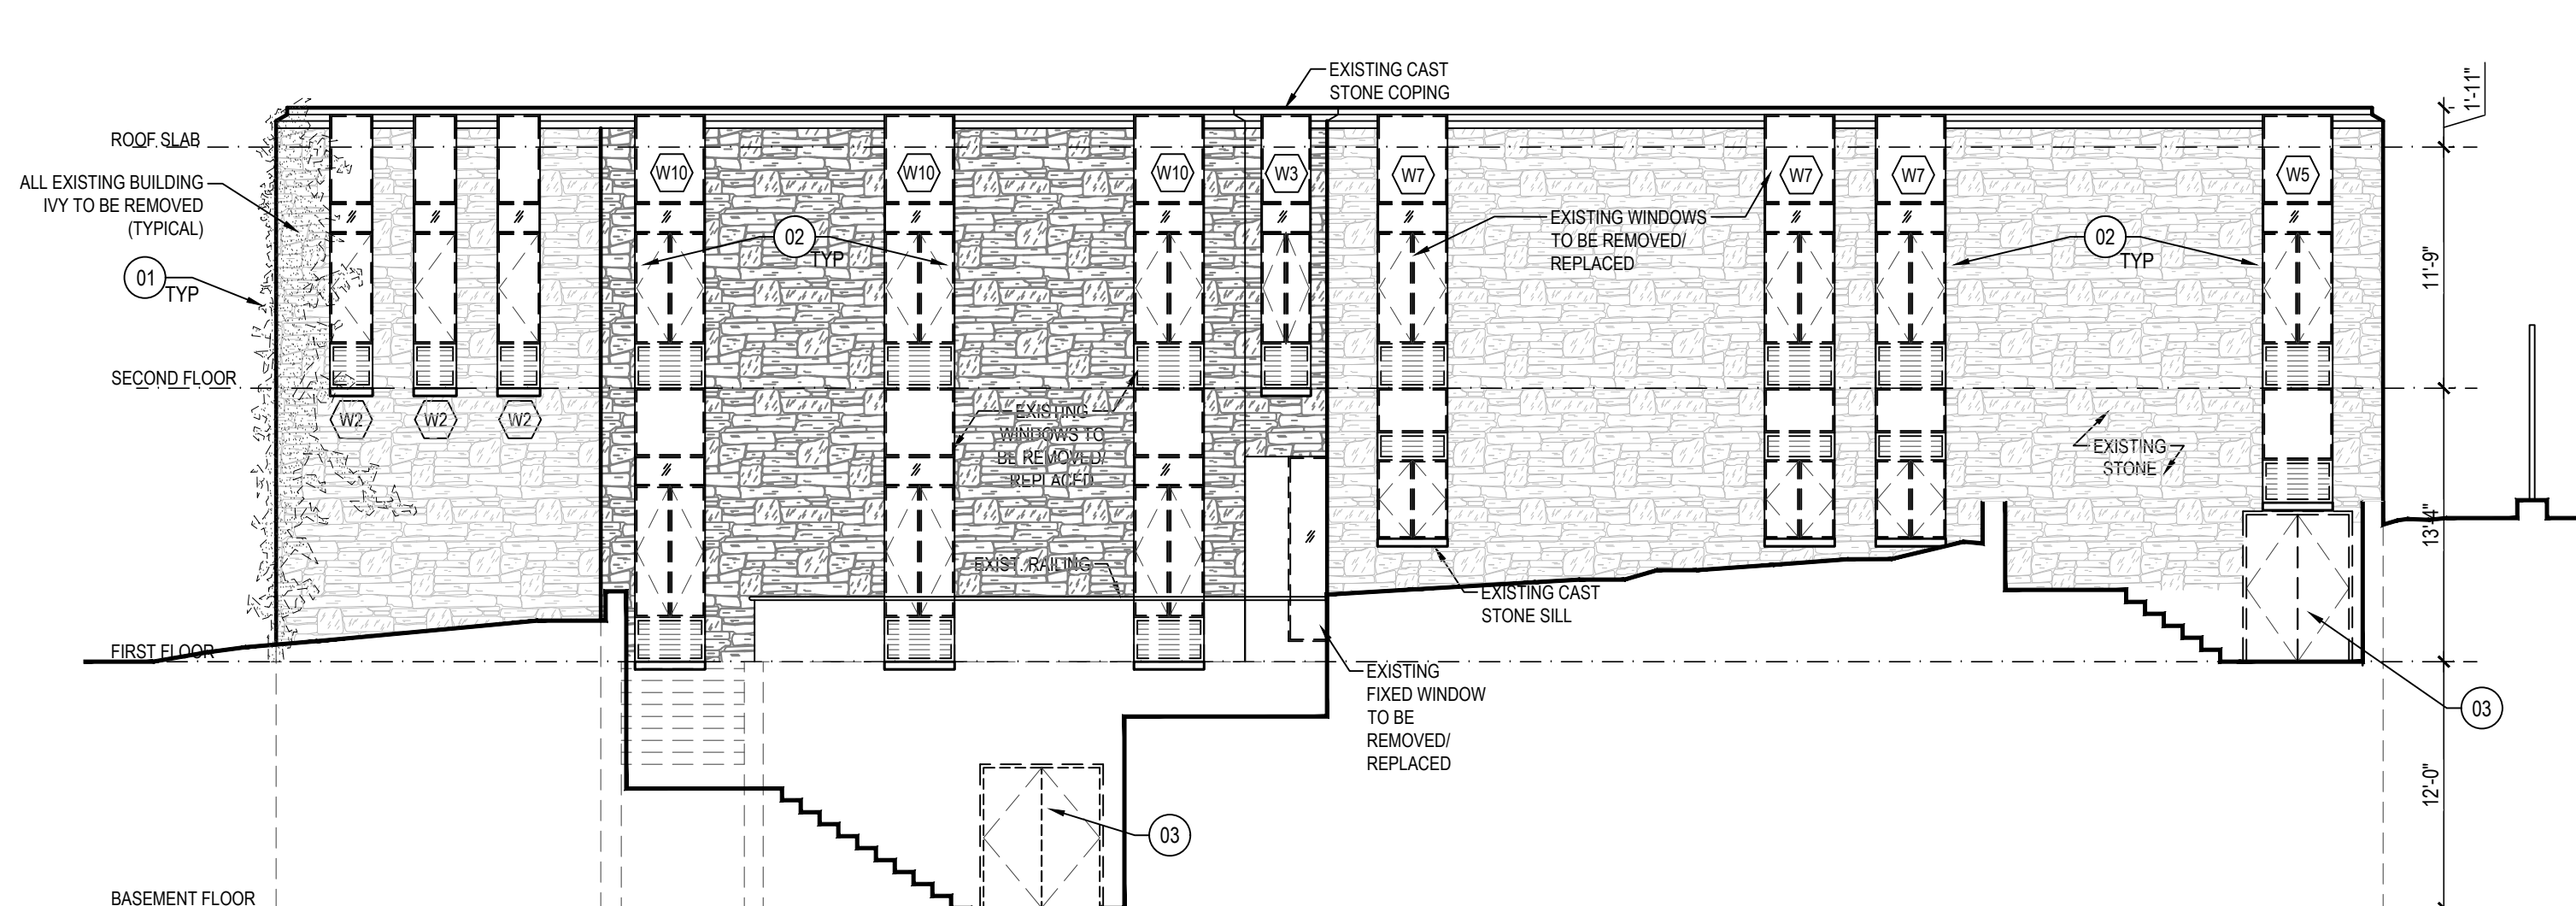 EXISTING CAST
STONE COPING
1'-11"
ROOF SLAB
ALL EXISTING BUILDING
IVY TO BE REMOVED
(TYPICAL)
W10
W10
W10
W3
W7
W7
W7
W5
01
TYP
02
TYP
EXISTING WINDOWS
TO BE REMOVED/
REPLACED
02
TYP
11'-9"
SECOND FLOOR
W2
W2
W2
EXISTING
WINDOWS TO
BE REMOVED/
REPLACED
EXISTING
STONE
13'-4"
EXIST. RAILING
EXISTING CAST
STONE SILL
FIRST FLOOR
EXISTING
FIXED WINDOW
TO BE
REMOVED/
REPLACED
03
03
12'-0"
BASEMENT FLOOR